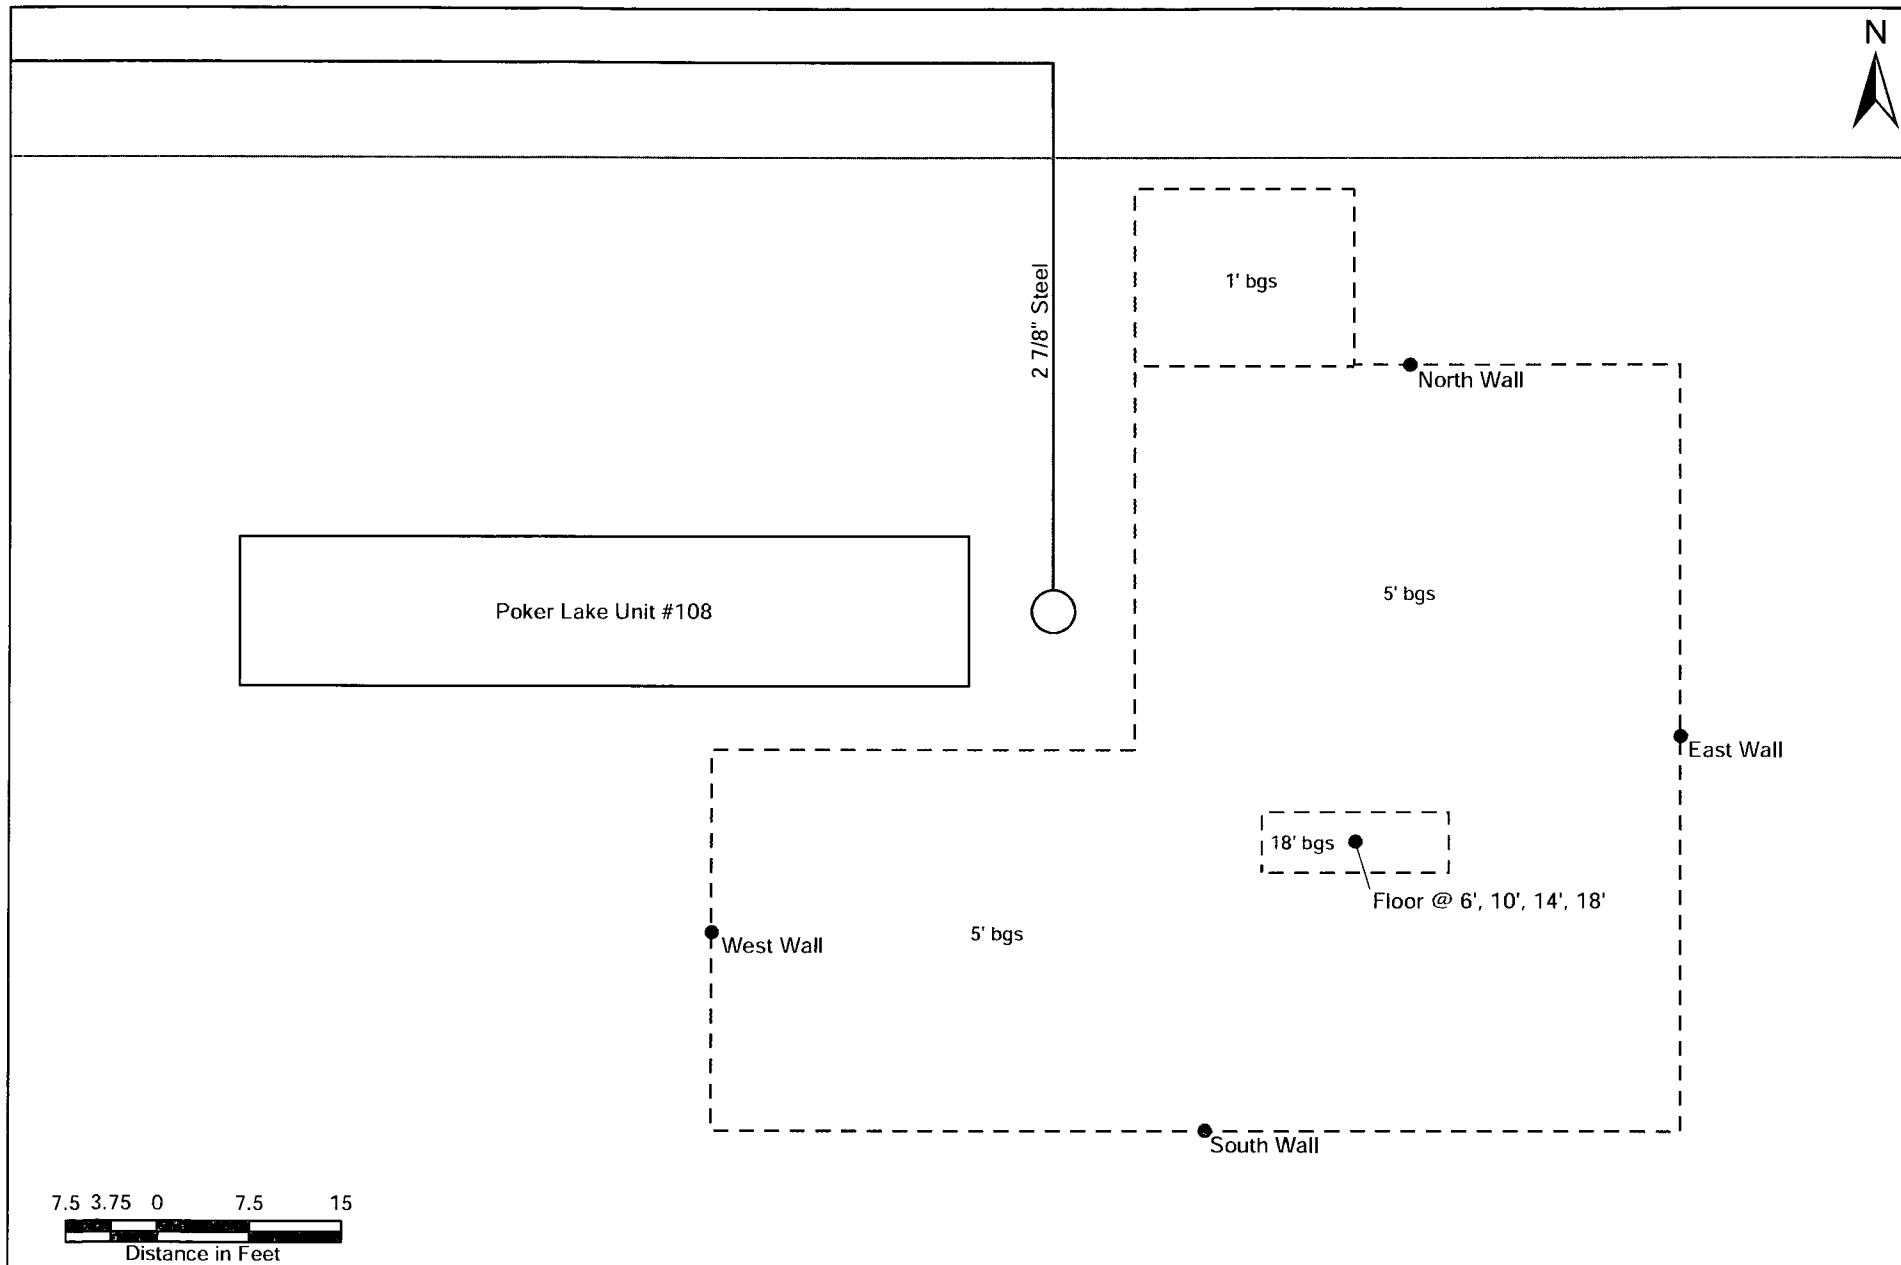 N
2 7/8" Steel
1' bgs
North Wall
5' bgs
Poker Lake Unit #108
East Wall
18' bgs
Floor @ 6', 10', 14', 18'
West Wall
5' bgs
South Wall
7.5 3.75 0 7.5 15
Distance in Feet